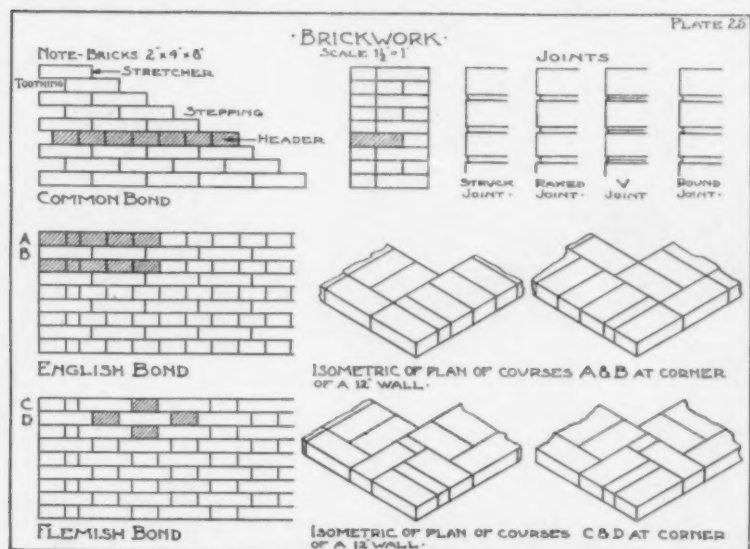 PLATE 25
·BRICKWORK·
SCALE 1½"=1'
NOTE-BRICKS 2"x4"x8"
STRETCHER
TOOTHING
STEPPING
HEADER
COMMON BOND
JOINTS
STRUCK JOINT·
RAKED JOINT·
V JOINT
ROUND JOINT·
A
B
ENGLISH BOND
ISOMETRIC OF PLAN OF COURSES A & B AT CORNER
OF A 12" WALL·
C
D
FLEMISH BOND
ISOMETRIC OF PLAN OF COURSES C & D AT CORNER
OF A 12" WALL·